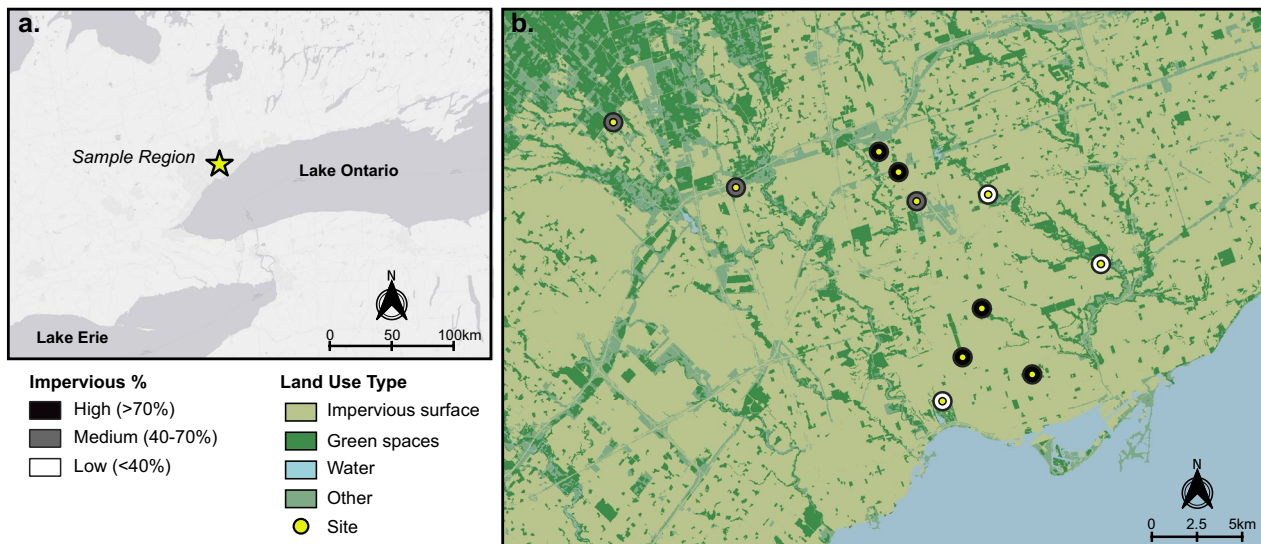 a.
Sample Region
Lake Ontario
N
0 50 100km
Lake Erie
b.
N
0 2.5 5km
Impervious %
High (>70%)
Medium (40-70%)
Low (<40%)
Land Use Type
Impervious surface
Green spaces
Water
Other
Site